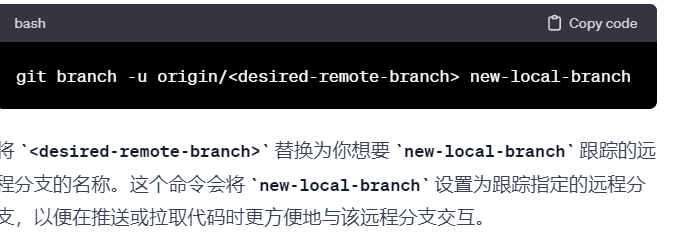 bash Copy code
git branch -u origin/<desired-remote-branch> new-local-branch
将 `<desired-remote-branch>` 替换为你想要 `new-local-branch` 跟踪的远
程分支的名称。这个命令会将 `new-local-branch` 设置为跟踪指定的远程分
支，以便在推送或拉取代码时更方便地与该远程分支交互。